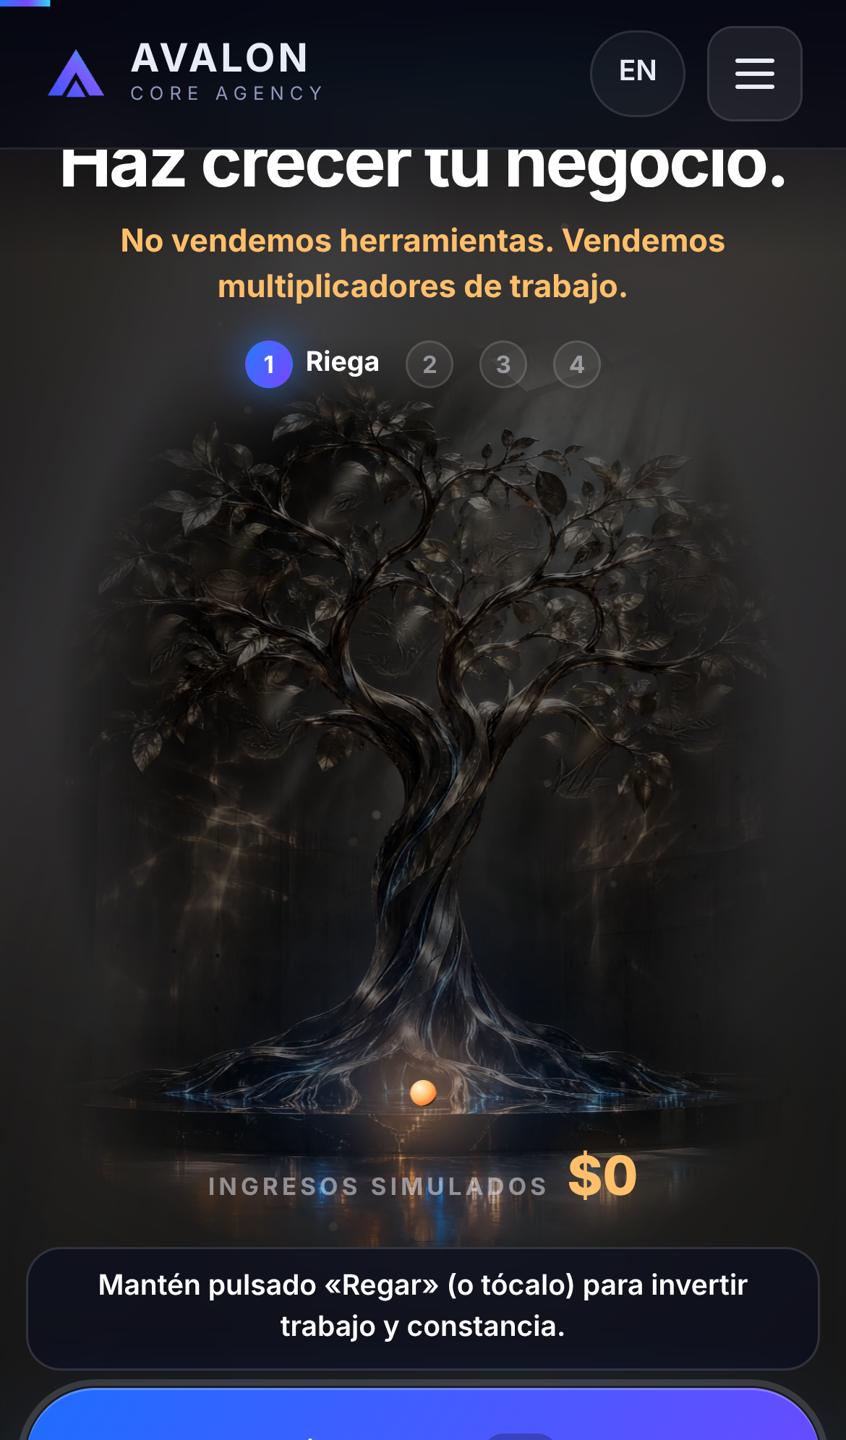 AVALON
CORE AGENCY
EN
Haz crecer tu negocio.
No vendemos herramientas. Vendemos
multiplicadores de trabajo.
1 Riega 2 3 4
INGRESOS SIMULADOS $0
Mantén pulsado «Regar» (o tócalo) para invertir
trabajo y constancia.